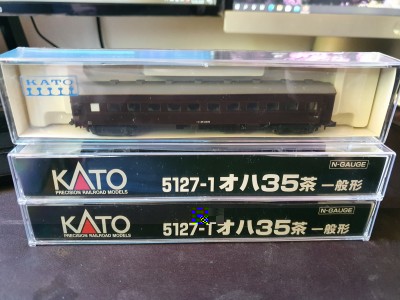 KATO
N-GAUGE
KATO
PRECISION RAILROAD MODELS
5127-1オハ35茶 一般形
N-GAUGE
KATO
PRECISION RAILROAD MODELS
5127-1オハ35茶 一般形